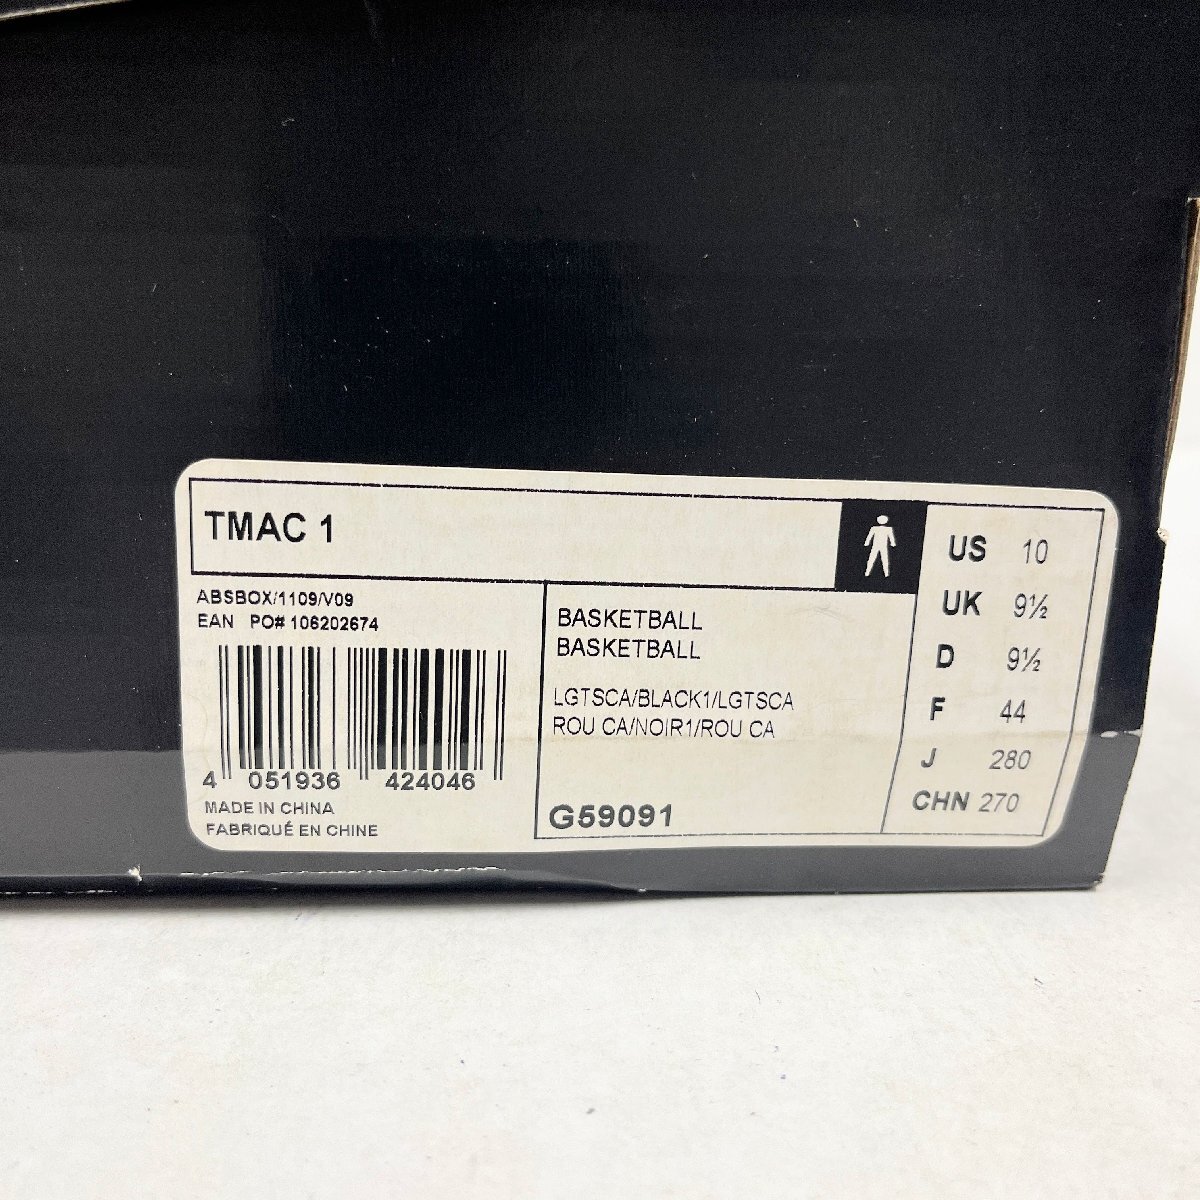 TMAC 1
ABSBOX/1109/V09
EAN PO# 106202674
4 051936 424046
MADE IN CHINA
FABRIQUÉ EN CHINE
BASKETBALL
BASKETBALL
LGTSCA/BLACK1/LGTSCA
ROU CA/NOIR1/ROU CA
G59091
US 10
UK 9½
D 9½
F 44
J 280
CHN 270